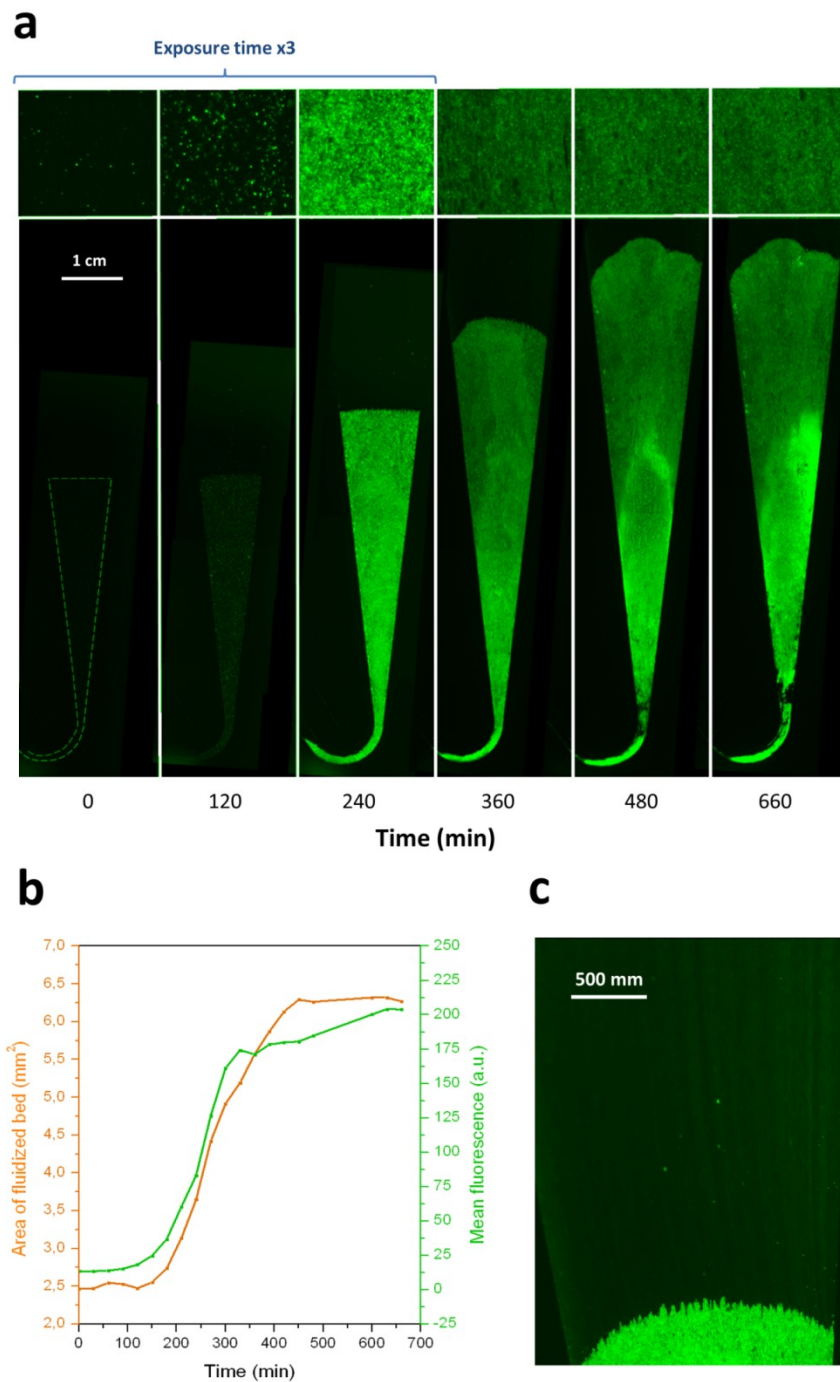 a
Exposure time x3
1 cm
0 120 240 360 480 660
Time (min)
b
c
7,0
6,5
6,0
5,5
5,0
4,5
4,0
3,5
3,0
2,5
2,0
Area of fluidized bed (mm²)
250
225
200
175
150
125
100
75
50
25
0
-25
Mean fluorescence (a.u.)
0 100 200 300 400 500 600 700
Time (min)
500 mm